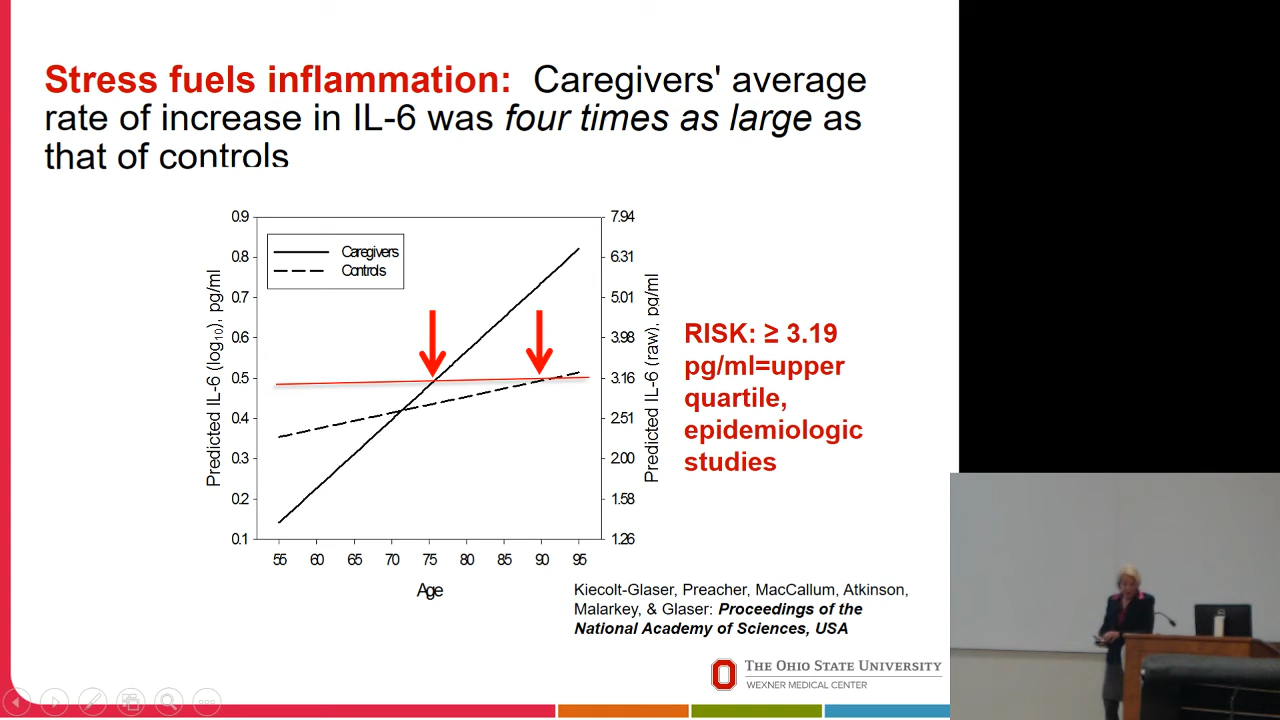 Stress fuels inflammation: Caregivers' average
rate of increase in IL-6 was four times as large as
that of controls
0.9
0.8
0.7
0.6
0.5
0.4
0.3
0.2
0.1
Predicted IL-6 (log10), pg/ml
Caregivers
Controls
7.94
6.31
5.01
3.98
3.16
2.51
2.00
1.58
1.26
Predicted IL-6 (raw), pg/ml
55 60 65 70 75 80 85 90 95
Age
RISK: ≥ 3.19
pg/ml=upper
quartile,
epidemiologic
studies
Kiecolt-Glaser, Preacher, MacCallum, Atkinson,
Malarkey, & Glaser: Proceedings of the
National Academy of Sciences, USA
THE OHIO STATE UNIVERSITY
WEXNER MEDICAL CENTER